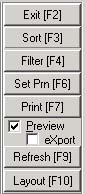 Exit [F2]
Sort [F3]
Filter [F4]
Set Prn [F6]
Print [F7]
Preview
eXport
Refresh [F9]
Layout [F10]